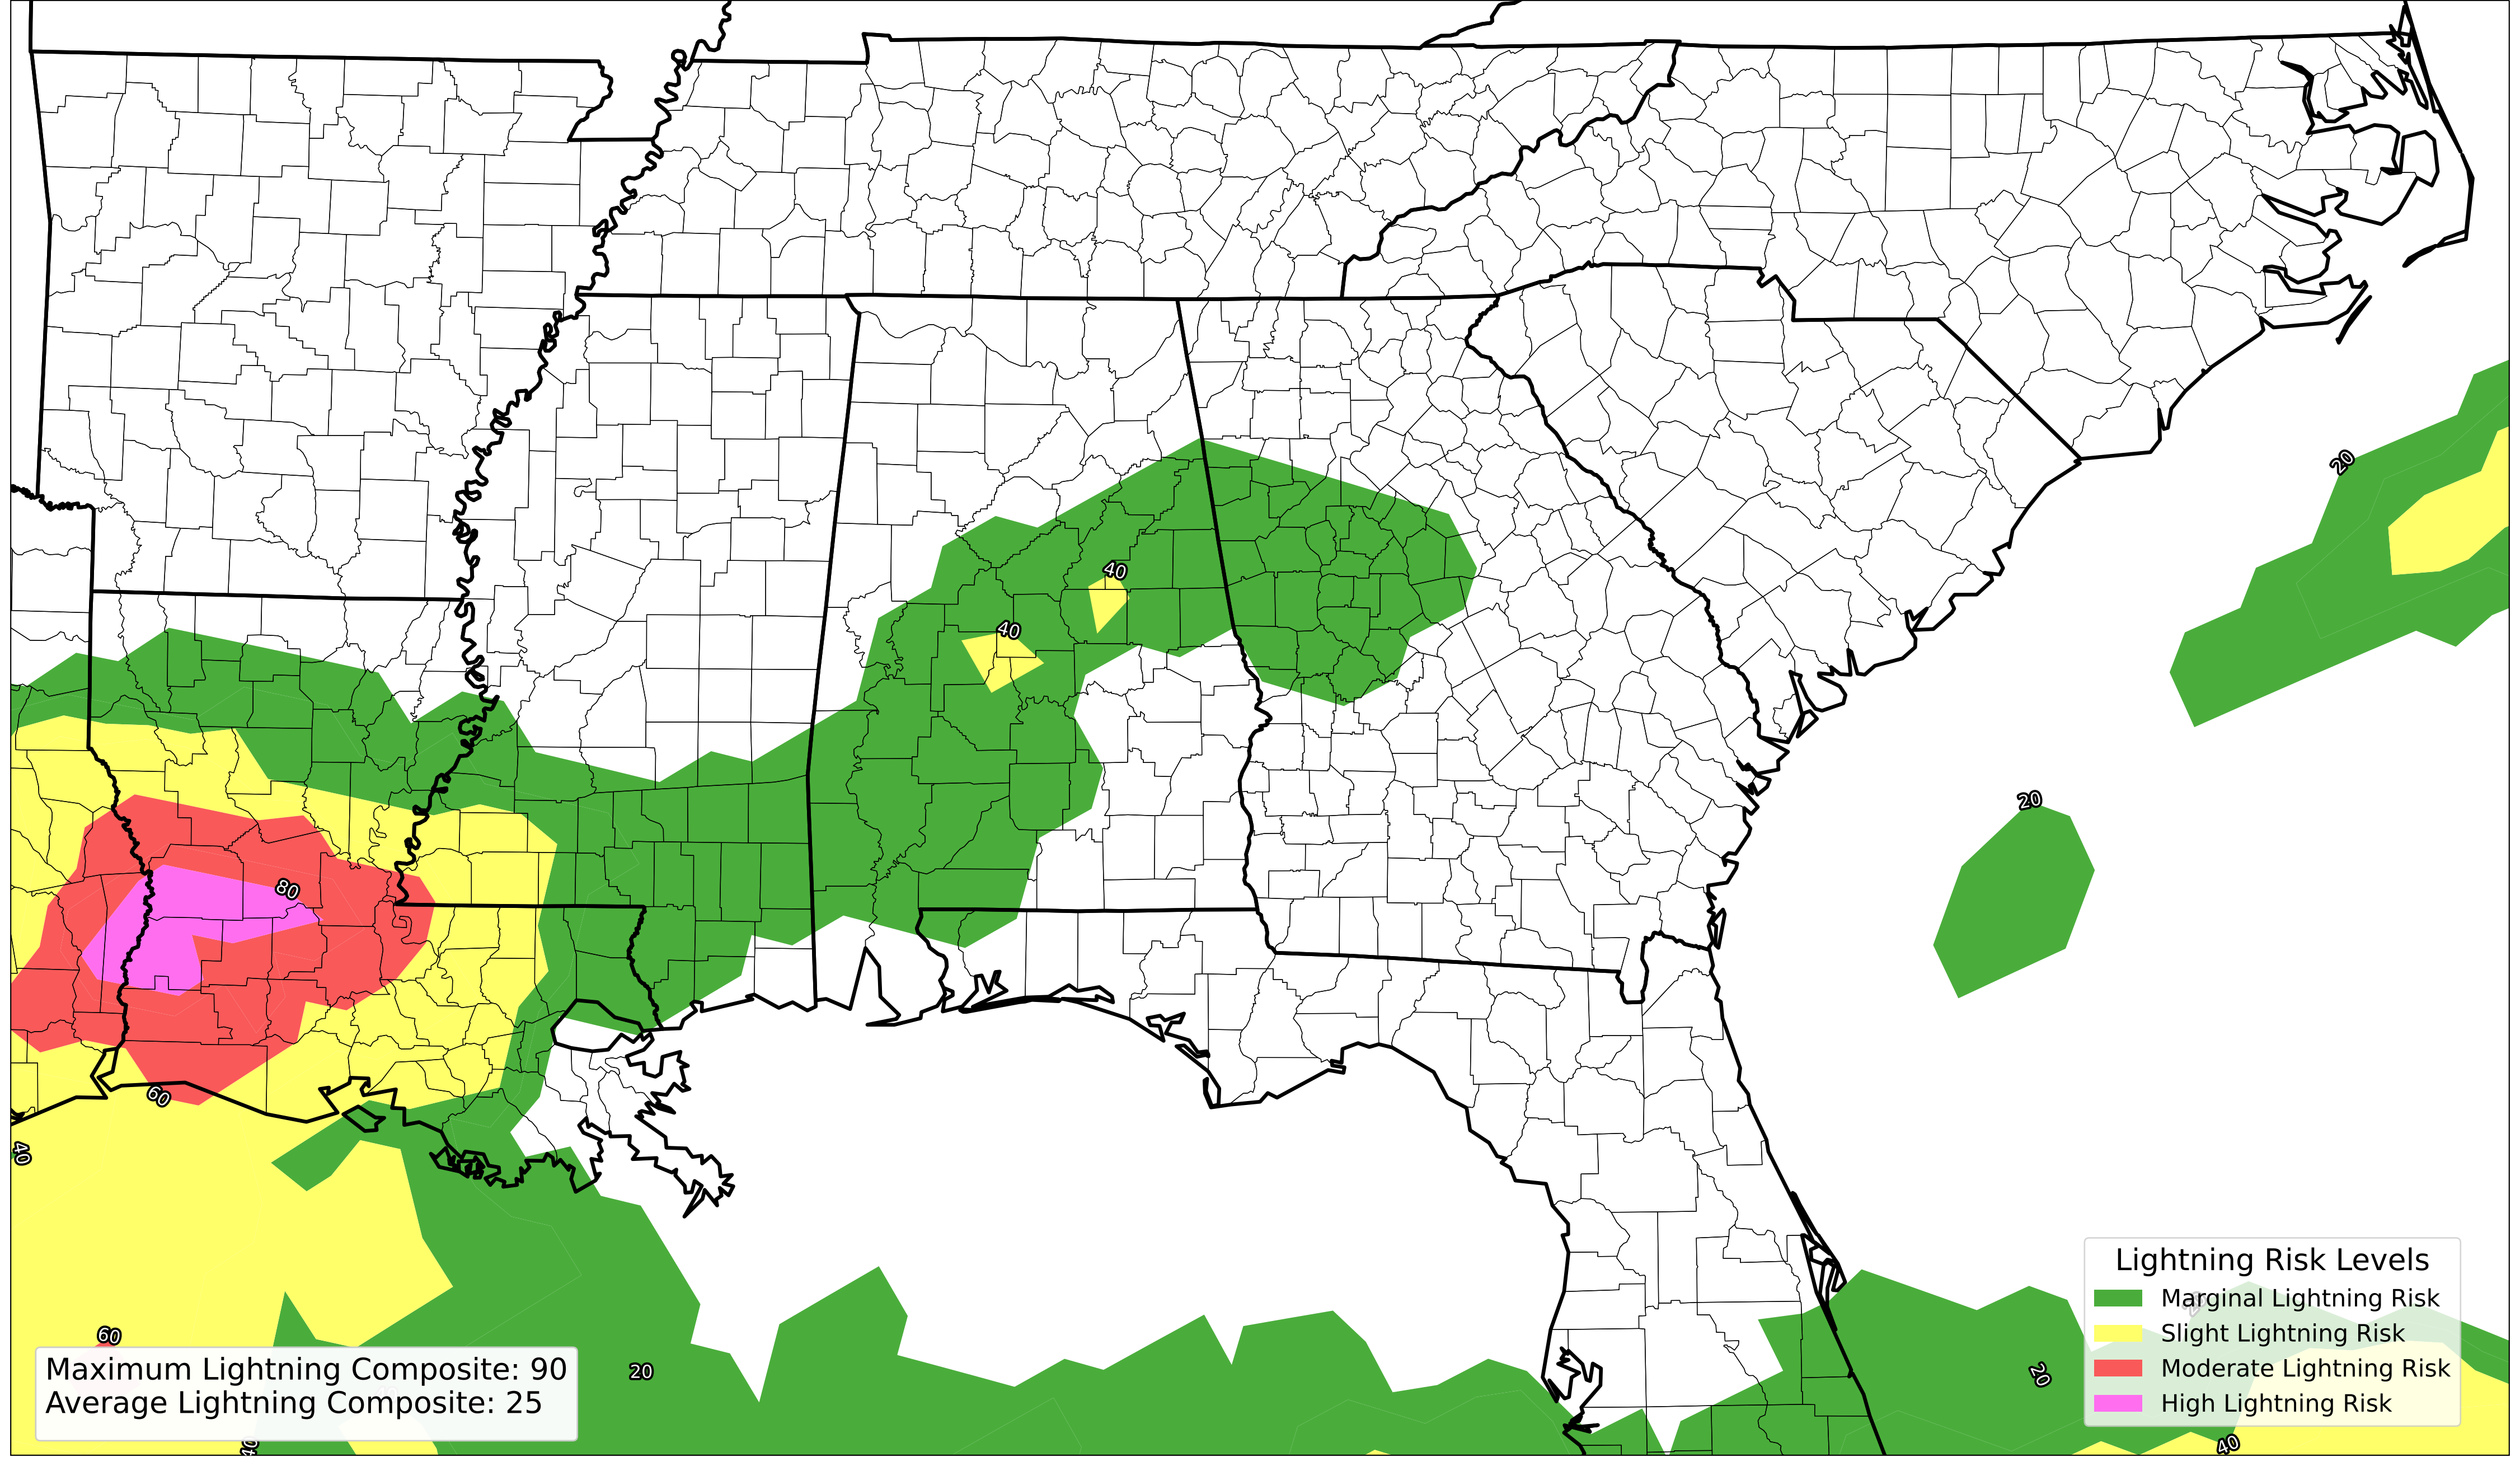 20
40
40
20
80
60
40
60
20
20
40
40
Maximum Lightning Composite: 90
Average Lightning Composite: 25
Lightning Risk Levels
Marginal Lightning Risk
Slight Lightning Risk
Moderate Lightning Risk
High Lightning Risk